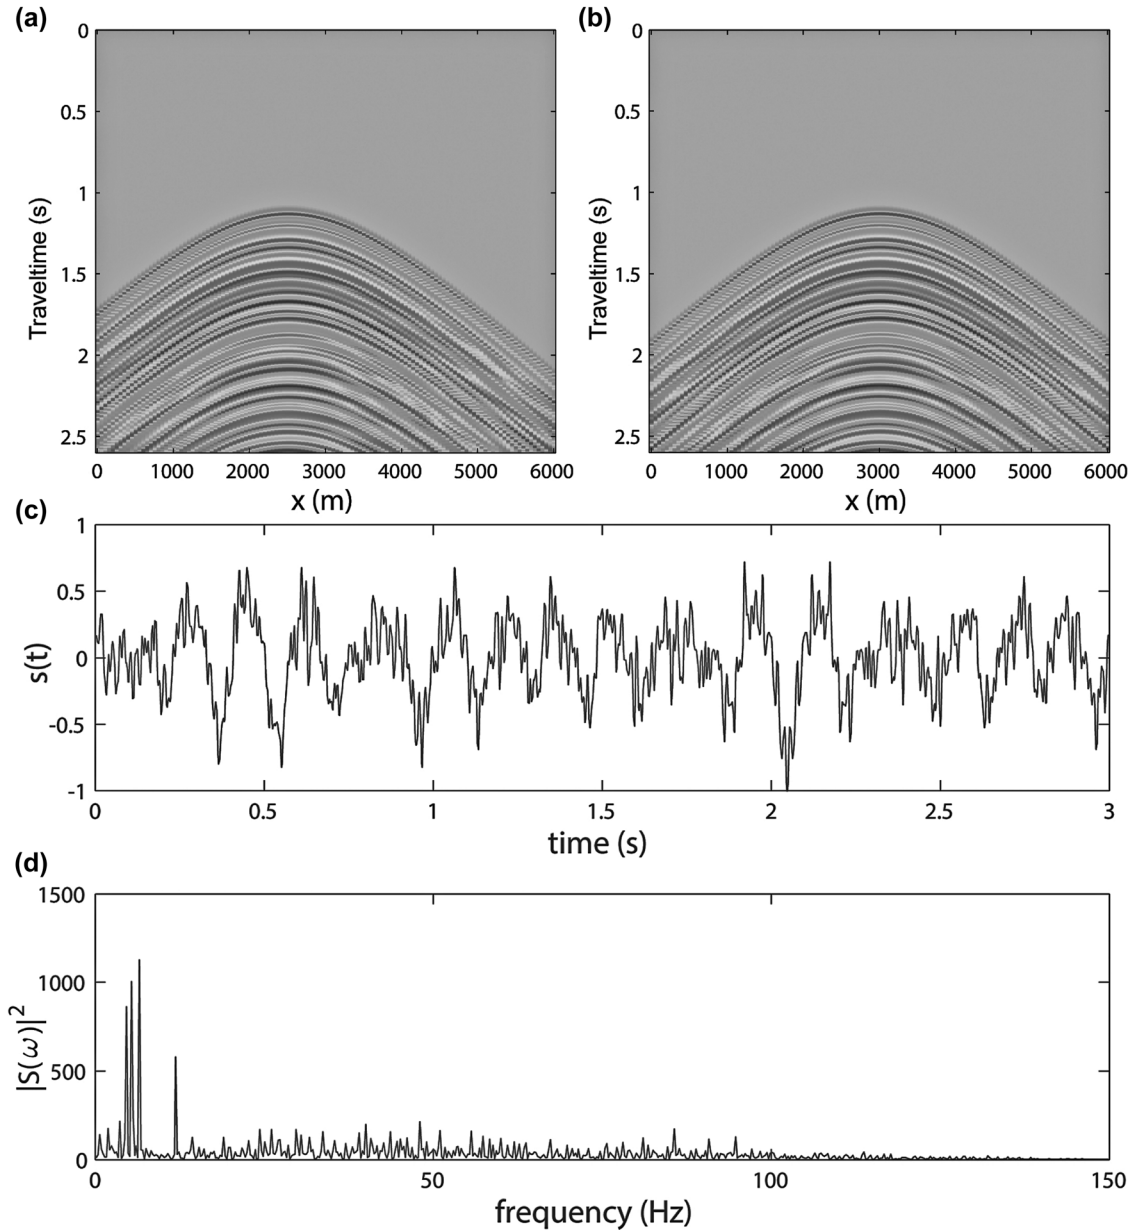 (a)
(b)
0
0.5
1
1.5
2
2.5
Traveltime (s)
0 1000 2000 3000 4000 5000 6000
x (m)
0
0.5
1
1.5
2
2.5
Traveltime (s)
0 1000 2000 3000 4000 5000 6000
x (m)
(c)
1
0.5
0
-0.5
-1
s(t)
0 0.5 1 1.5 2 2.5 3
time (s)
(d)
1500
1000
500
0
|S(ω)|²
0 50 100 150
frequency (Hz)